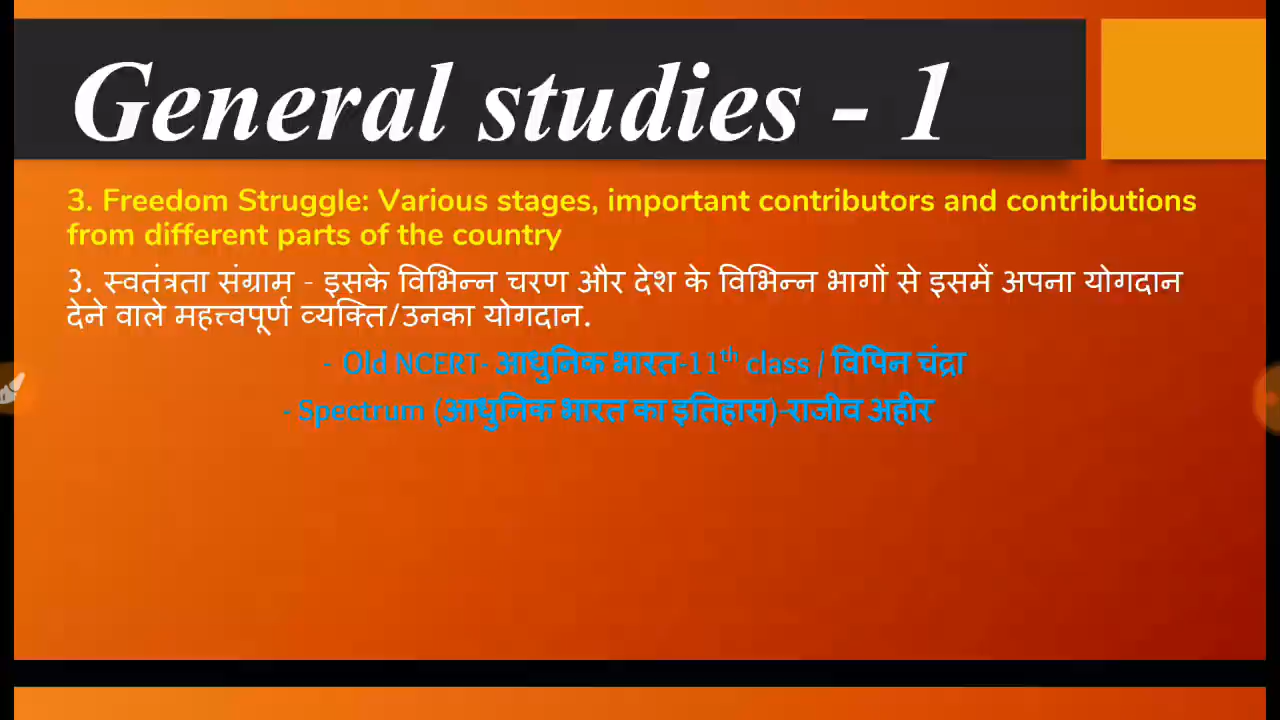 General studies - 1
3. Freedom Struggle: Various stages, important contributors and contributions
from different parts of the country
3. स्वतंत्रता संग्राम - इसके विभिन्न चरण और देश के विभिन्न भागों से इसमें अपना योगदान
देने वाले महत्त्वपूर्ण व्यक्ति/उनका योगदान.
- Old NCERT- आधुनिक भारत-11th class / विपिन चंद्रा
- Spectrum (आधुनिक भारत का इतिहास)-राजीव अहीर